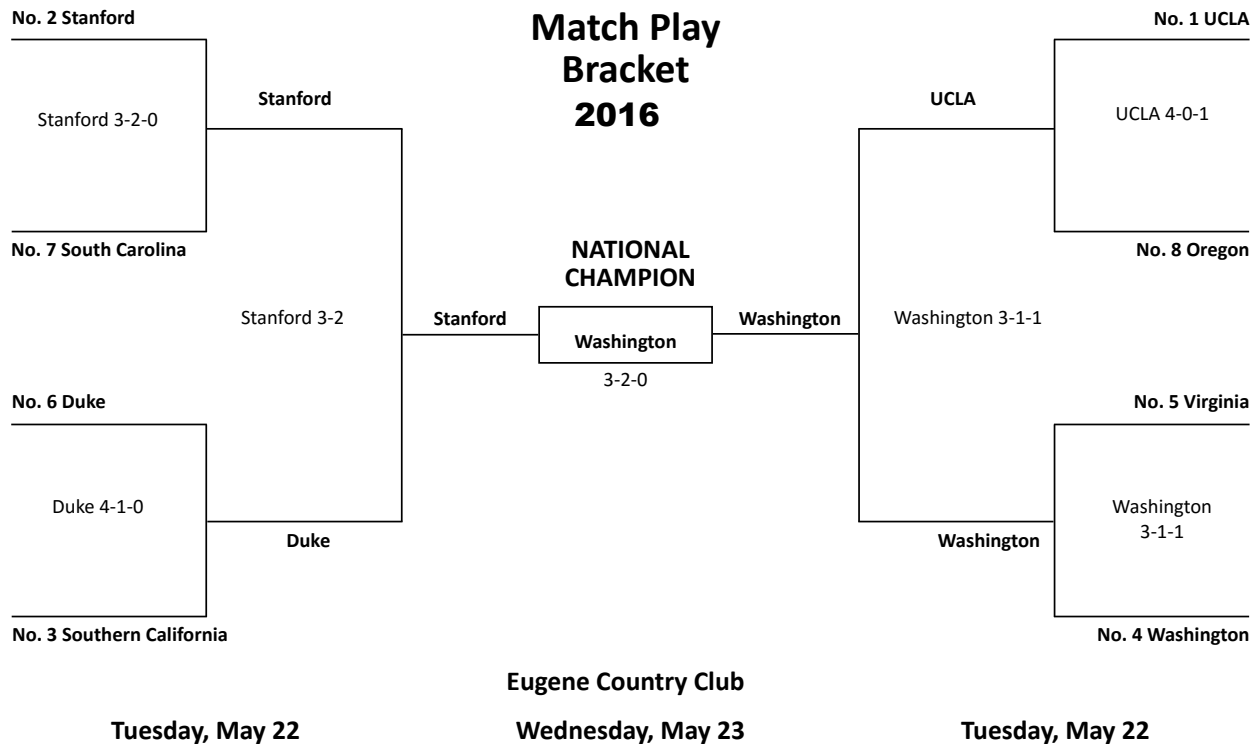 Match Play
Bracket
2016
No. 2 Stanford
Stanford 3-2-0
Stanford
No. 7 South Carolina
Stanford 3-2
Stanford
No. 6 Duke
Duke 4-1-0
Duke
No. 3 Southern California
NATIONAL
CHAMPION
Washington
3-2-0
No. 1 UCLA
UCLA
UCLA 4-0-1
No. 8 Oregon
Washington
Washington 3-1-1
No. 5 Virginia
Washington
3-1-1
Washington
No. 4 Washington
Eugene Country Club
Tuesday, May 22
Wednesday, May 23
Tuesday, May 22